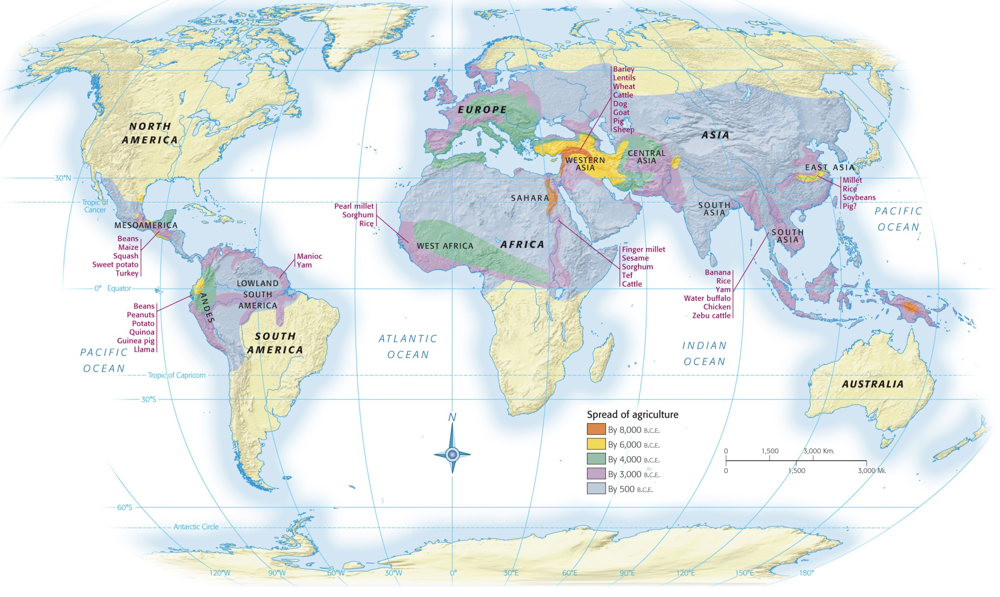 60°N
NORTH
AMERICA
EUROPE
Barley
Lentils
Wheat
Cattle
Dog
Goat
Pig
Sheep
ASIA
CENTRAL
ASIA
WESTERN
ASIA
EAST ASIA
30°N
Millet
Rice
Soybeans
Pig?
Tropic of
Cancer
SAHARA
SOUTH
ASIA
PACIFIC
OCEAN
Pearl millet
Sorghum
Rice
MESOAMERICA
Beans
Maize
Squash
Sweet potato
Turkey
WEST AFRICA
AFRICA
SOUTH
ASIA
Manioc
Yam
Finger millet
Sesame
Sorghum
Tef
Cattle
Banana
Rice
Yam
Water buffalo
Chicken
Zebu cattle
0° Equator
LOWLAND
SOUTH
AMERICA
ANDES
Beans
Peanuts
Potato
Quinoa
Guinea pig
Llama
SOUTH
AMERICA
PACIFIC
OCEAN
ATLANTIC
OCEAN
INDIAN
OCEAN
Tropic of Capricorn
AUSTRALIA
30°S
N
Spread of agriculture
By 8,000 B.C.E.
By 6,000 B.C.E.
By 4,000 B.C.E.
By 3,000 B.C.E.
By 500 B.C.E.
0 1,500 3,000 Km.
0 1,500 3,000 Mi.
60°S
Antarctic Circle
120°W 90°W 60°W 30°W 0° 30°E 60°E 90°E 120°E 150°E 180°